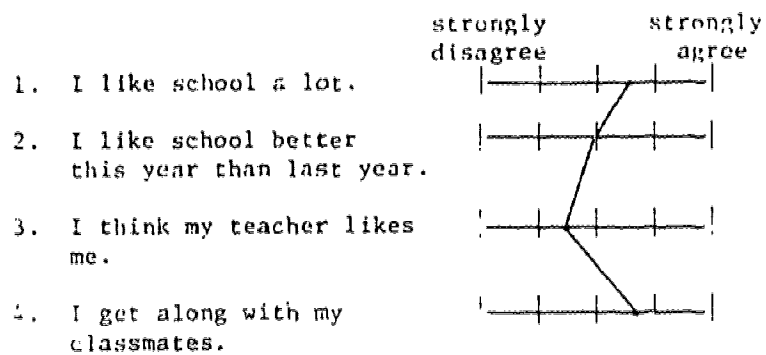 strongly strongly
disagree agree
1. I like school a lot.
2. I like school better
this year than last year.
3. I think my teacher likes
me.
4. I get along with my
classmates.